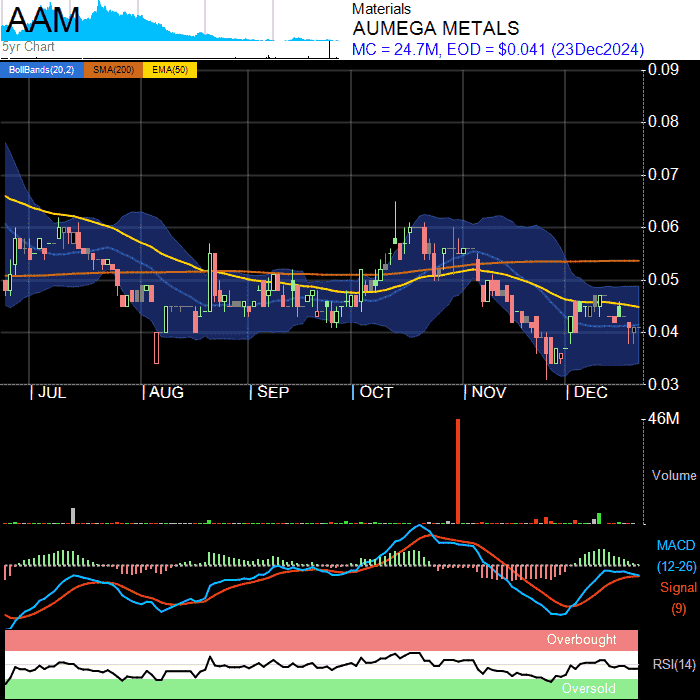 AAM
5yr Chart
Materials
AUMEGA METALS
MC = 24.7M, EOD = $0.041 (23Dec2024)
BollBands(20,2) SMA(200) EMA(50)
0.09
0.08
0.07
0.06
0.05
0.04
0.03
JUL AUG SEP OCT NOV DEC
46M
Volume
MACD
(12-26)
Signal
(9)
Overbought
RSI(14)
Oversold